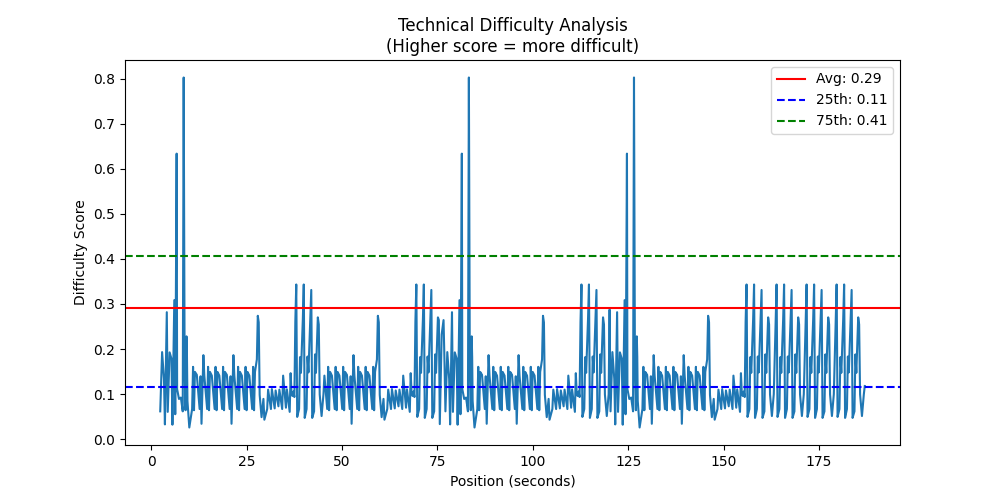 Technical Difficulty Analysis
(Higher score = more difficult)
Avg: 0.29
25th: 0.11
75th: 0.41
Difficulty Score
0.8
0.7
0.6
0.5
0.4
0.3
0.2
0.1
0.0
0 25 50 75 100 125 150 175
Position (seconds)